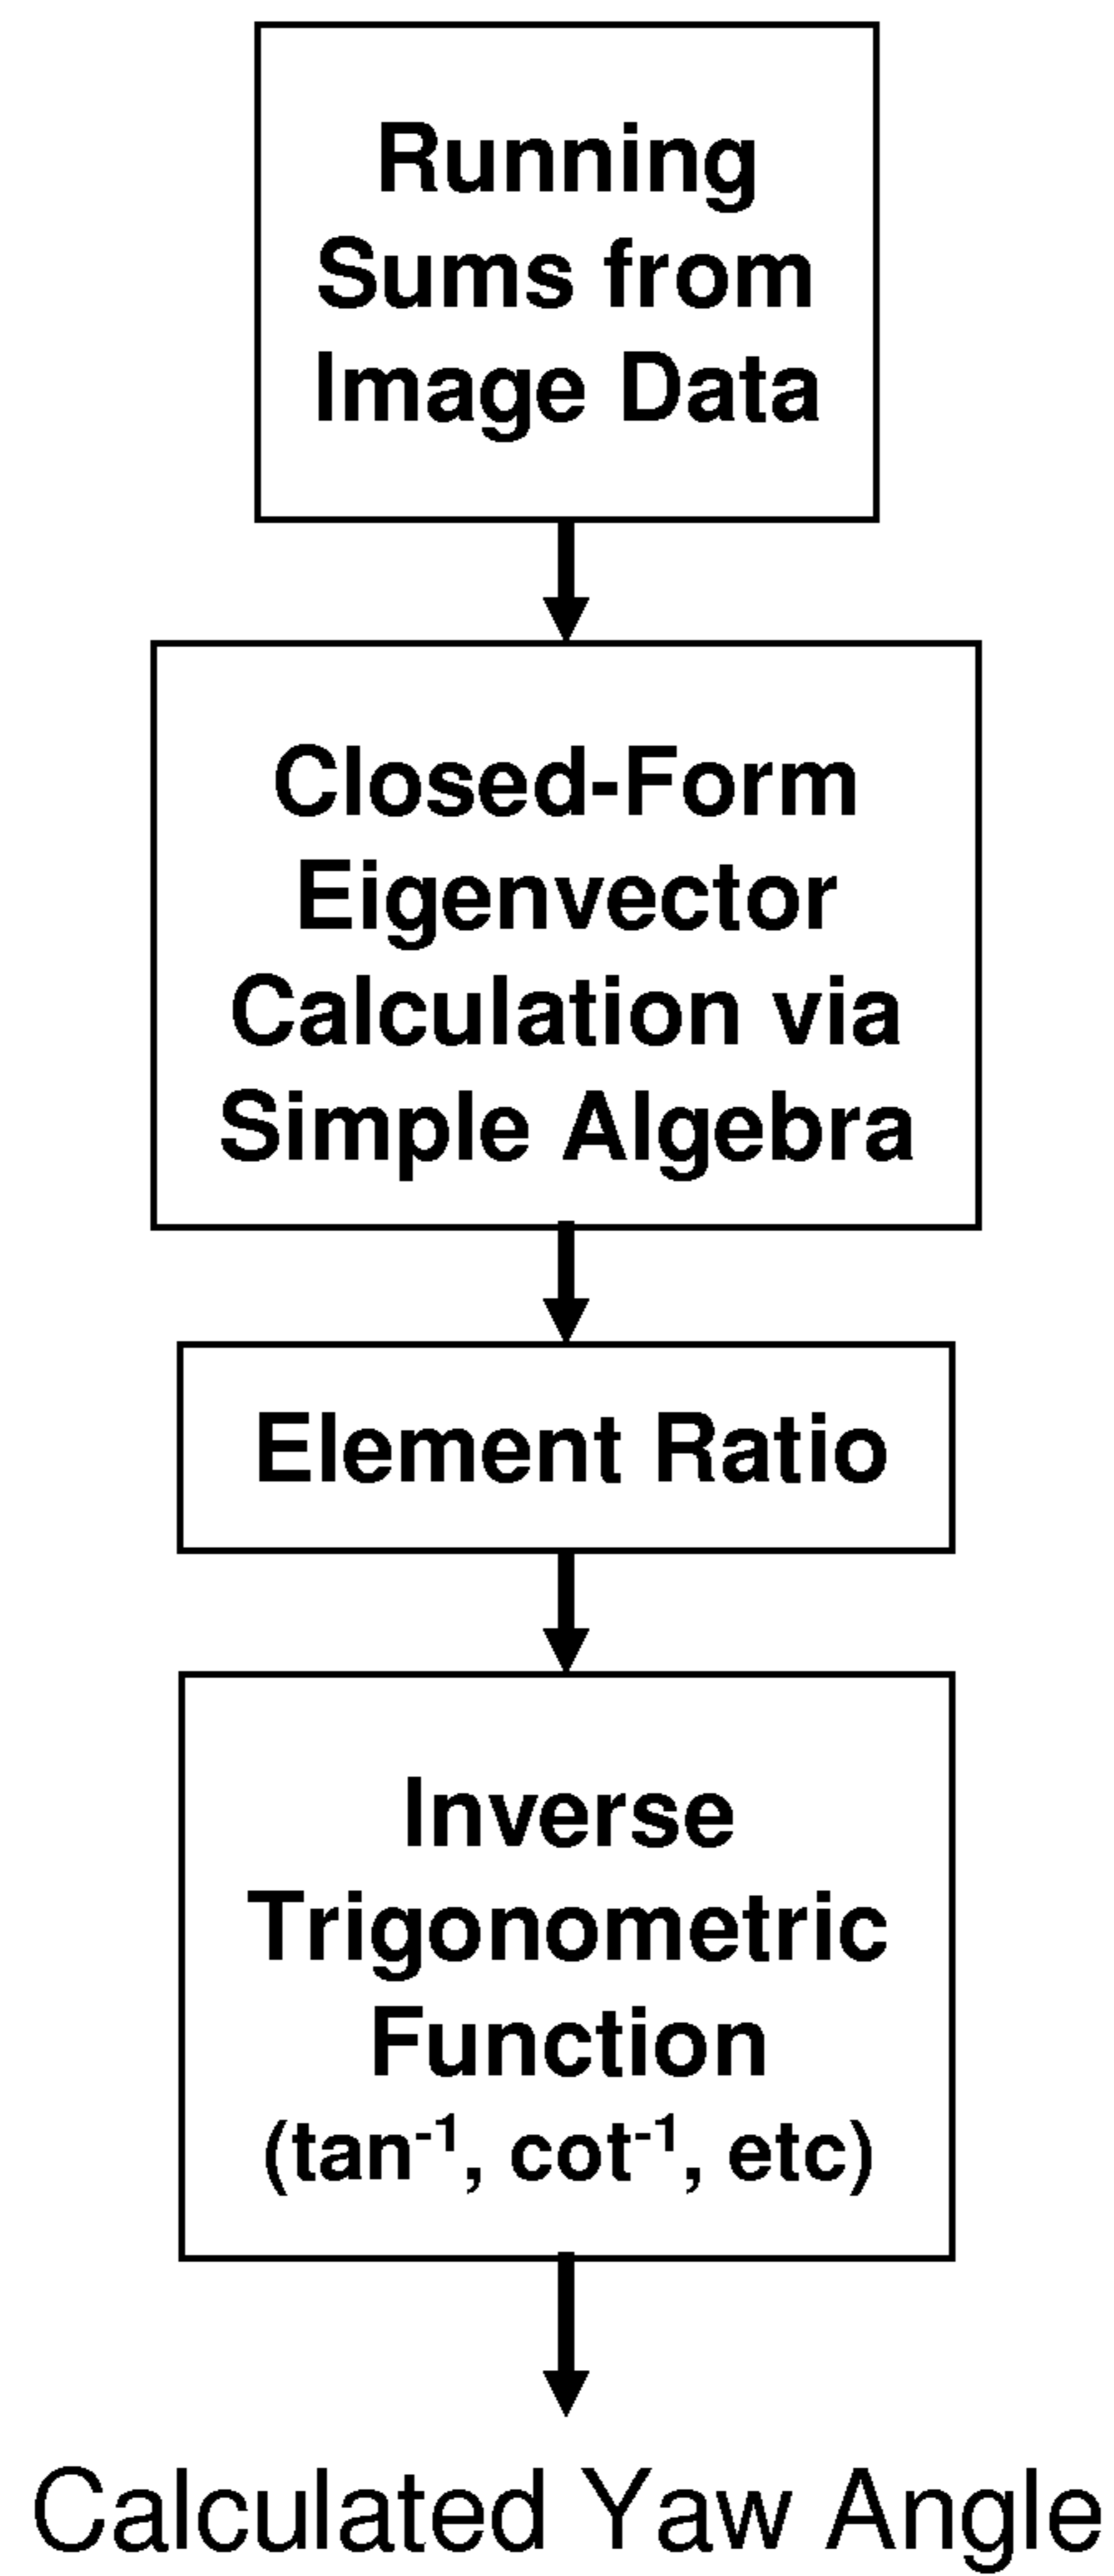 Running
Sums from
Image Data
Closed-Form
Eigenvector
Calculation via
Simple Algebra
Element Ratio
Inverse
Trigonometric
Function
(tan⁻¹, cot⁻¹, etc)
Calculated Yaw Angle